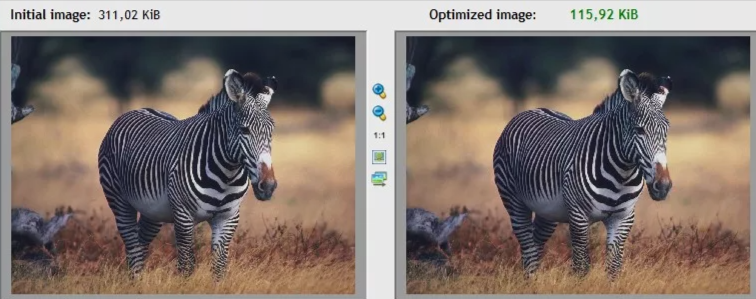 Initial image: 311,02 KiB
Optimized image: 115,92 KiB
1:1